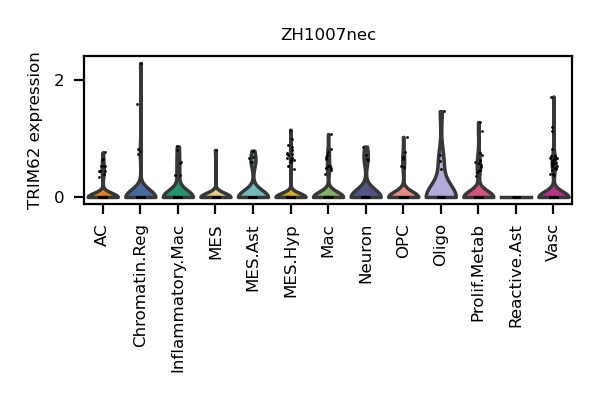 ZH1007nec
TRIM62 expression
2
0
AC
Chromatin.Reg
Inflammatory.Mac
MES
MES.Ast
MES.Hyp
Mac
Neuron
OPC
Oligo
Prolif.Metab
Reactive.Ast
Vasc